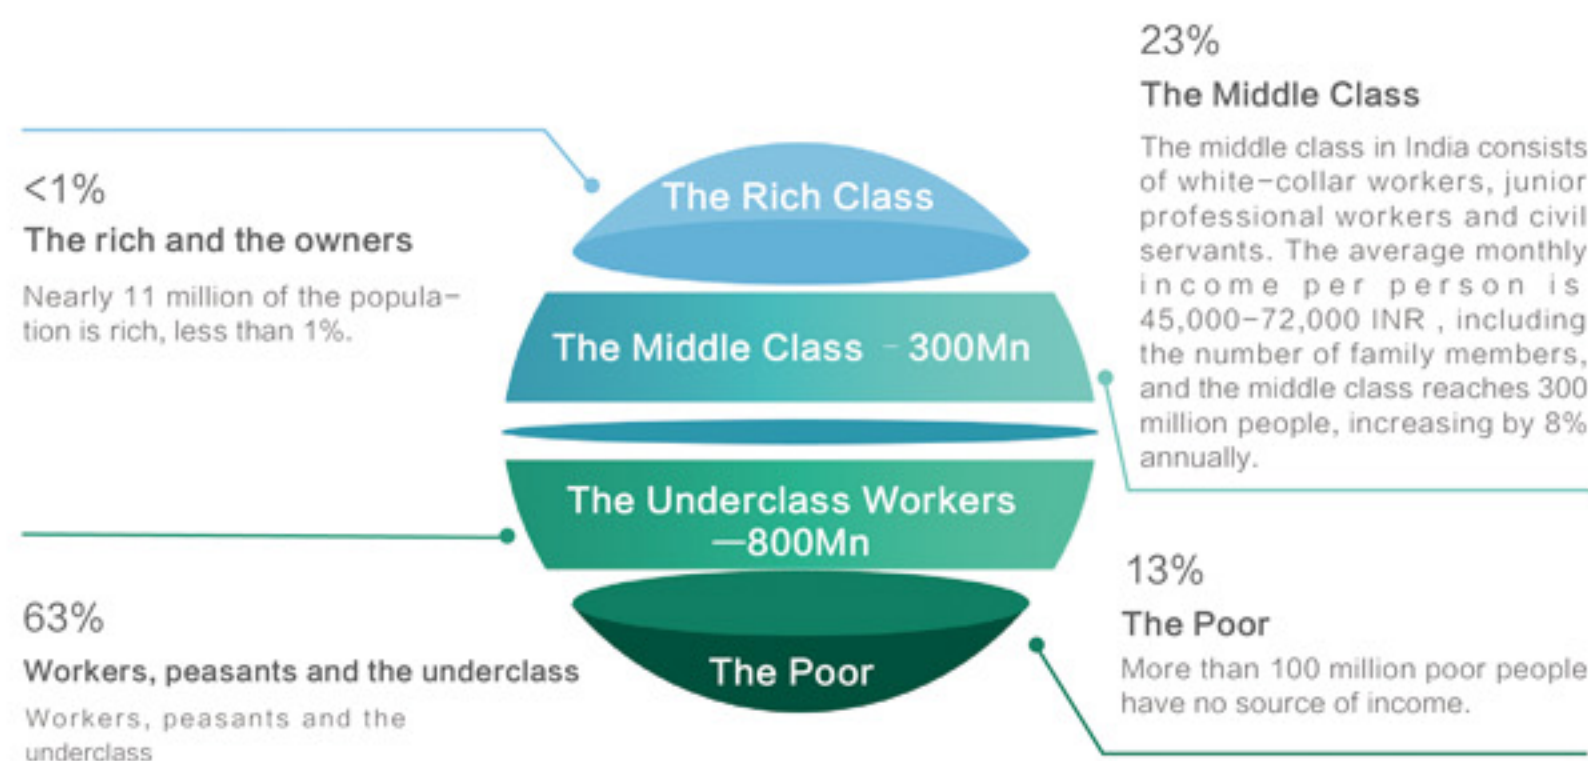 <1%
The rich and the owners
Nearly 11 million of the popula-
tion is rich, less than 1%.
63%
Workers, peasants and the underclass
Workers, peasants and the
underclass
The Rich Class
The Middle Class - 300Mn
The Underclass Workers
—800Mn
The Poor
23%
The Middle Class
The middle class in India consists
of white-collar workers, junior
professional workers and civil
servants. The average monthly
income per person is
45,000-72,000 INR , including
the number of family members,
and the middle class reaches 300
million people, increasing by 8%
annually.
13%
The Poor
More than 100 million poor people
have no source of income.